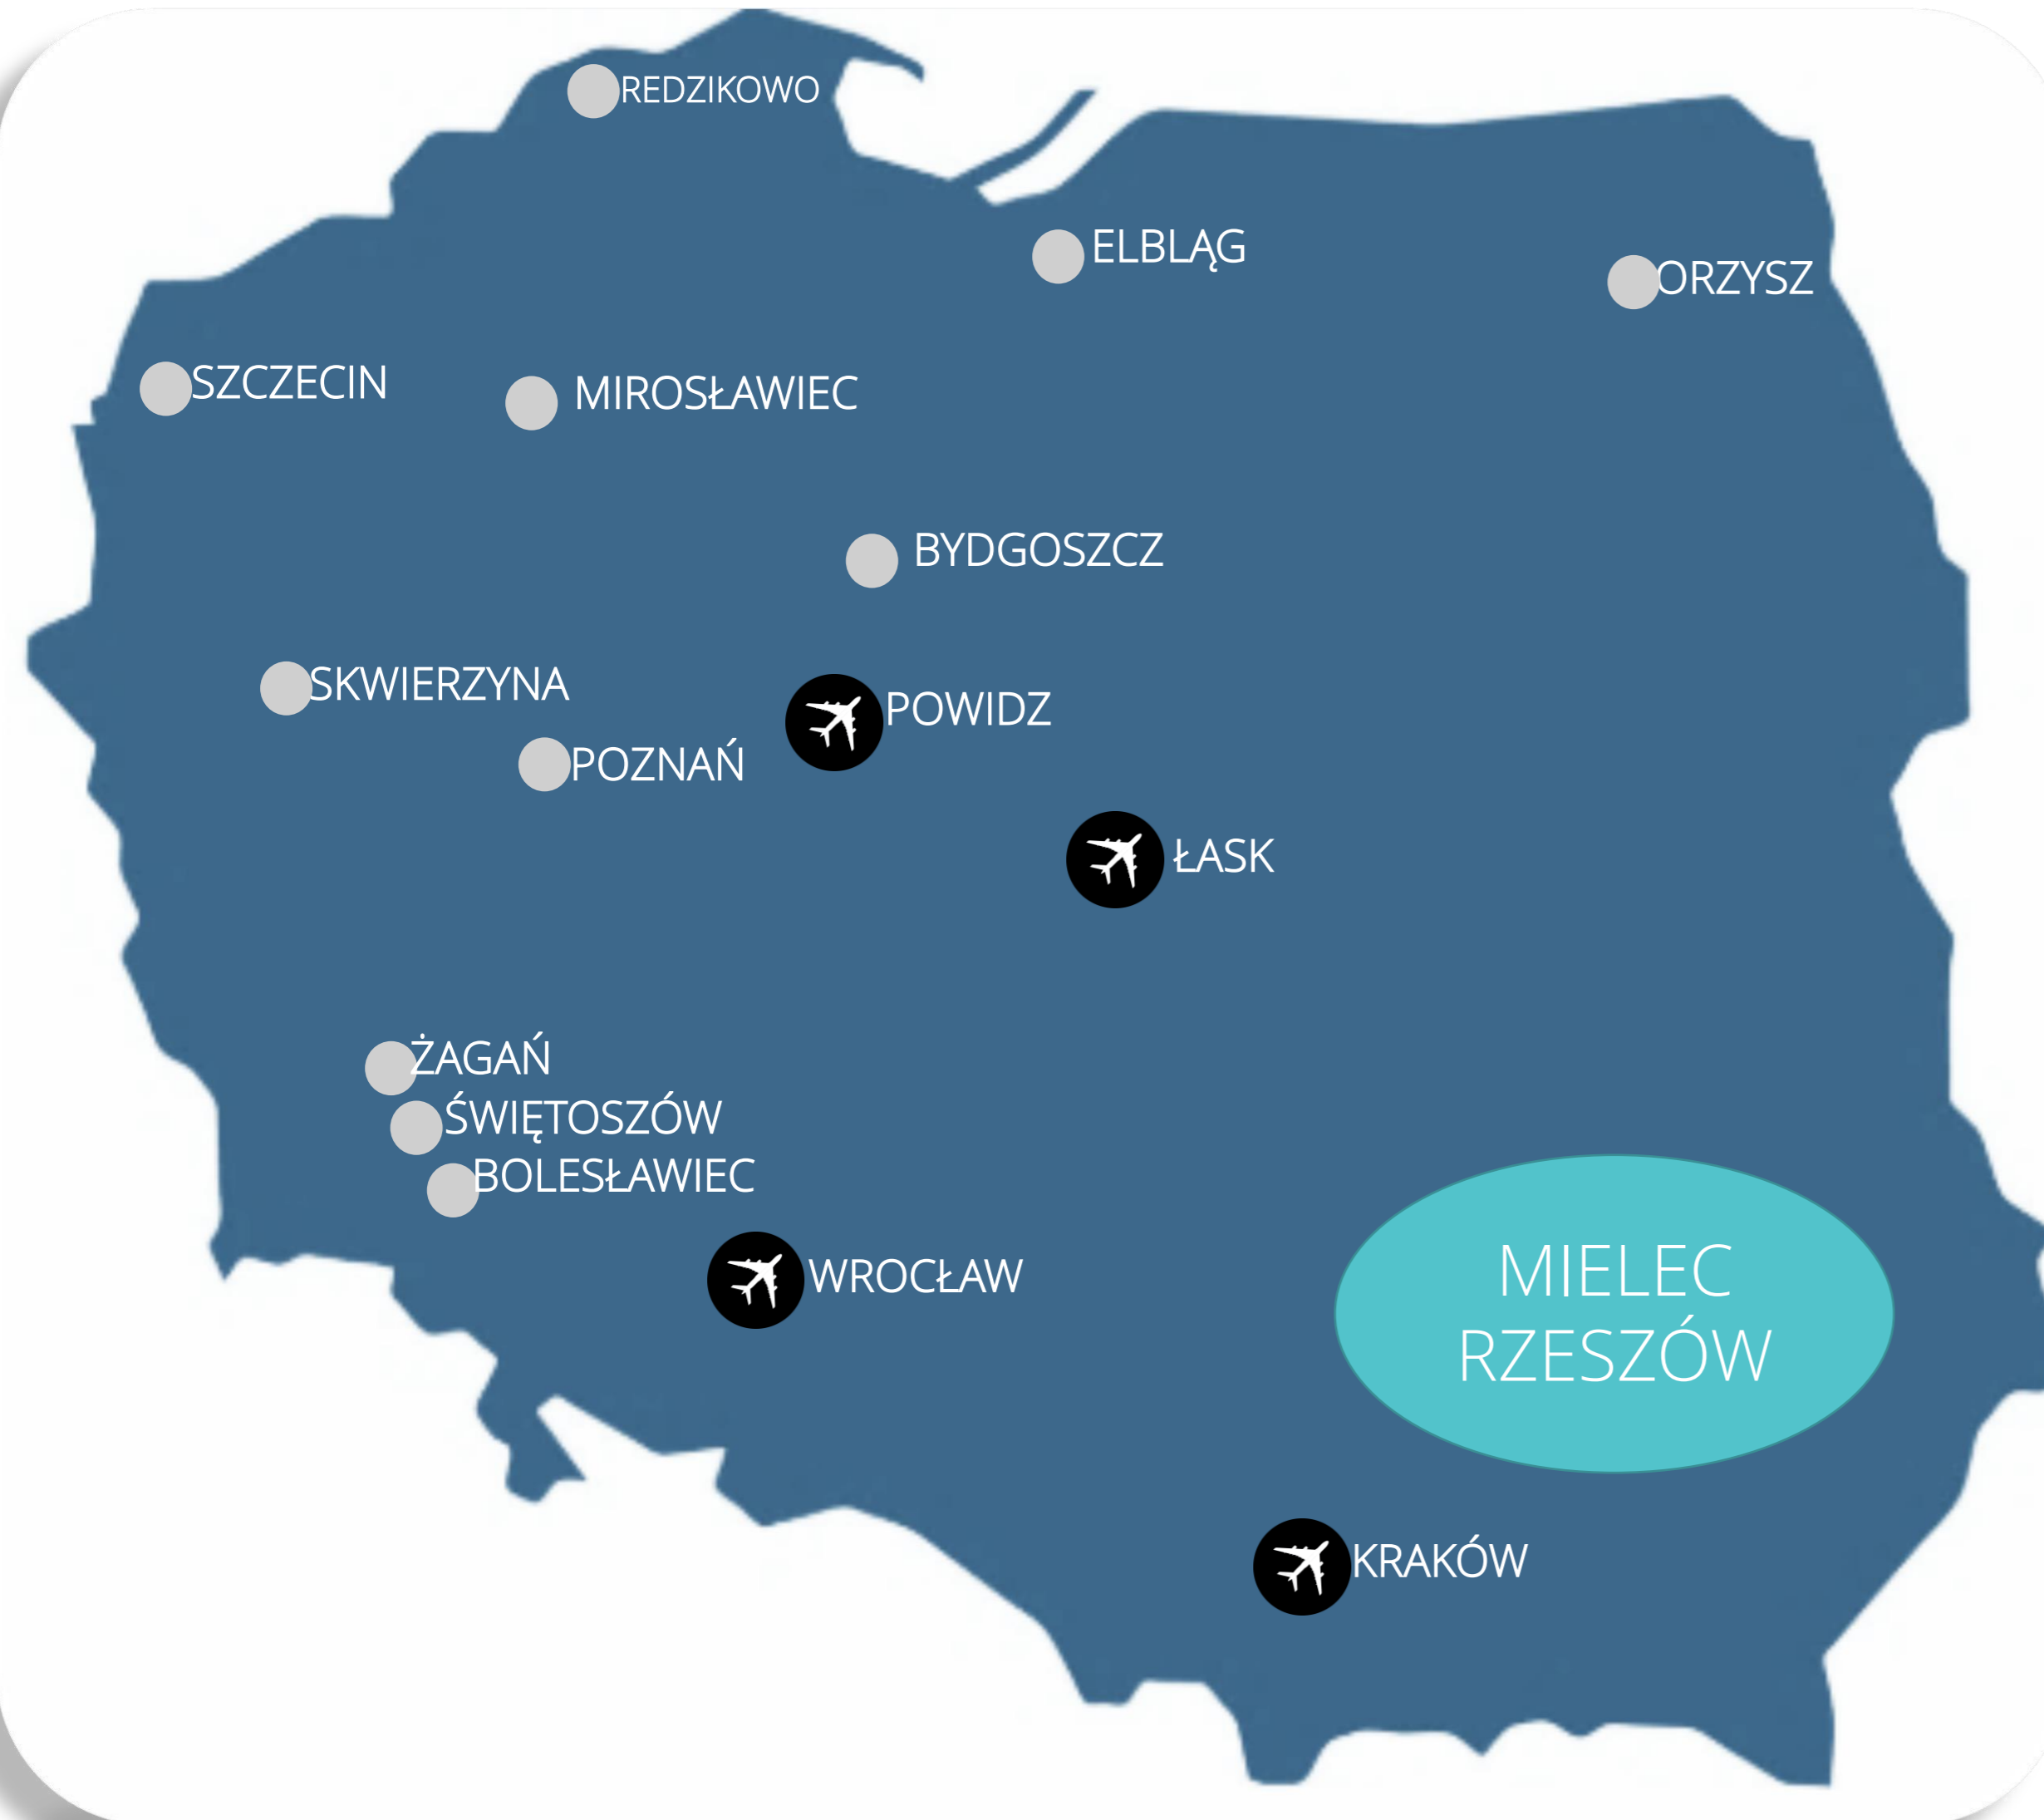 REDZIKOWO
ELBLĄG
ORZYSZ
SZCZECIN
MIROSŁAWIEC
BYDGOSZCZ
SKWIERZYNA
POWIDZ
POZNAŃ
ŁASK
ŻAGAŃ
ŚWIĘTOSZÓW
BOLESŁAWIEC
WROCŁAW
MIELEC
RZESZÓW
KRAKÓW